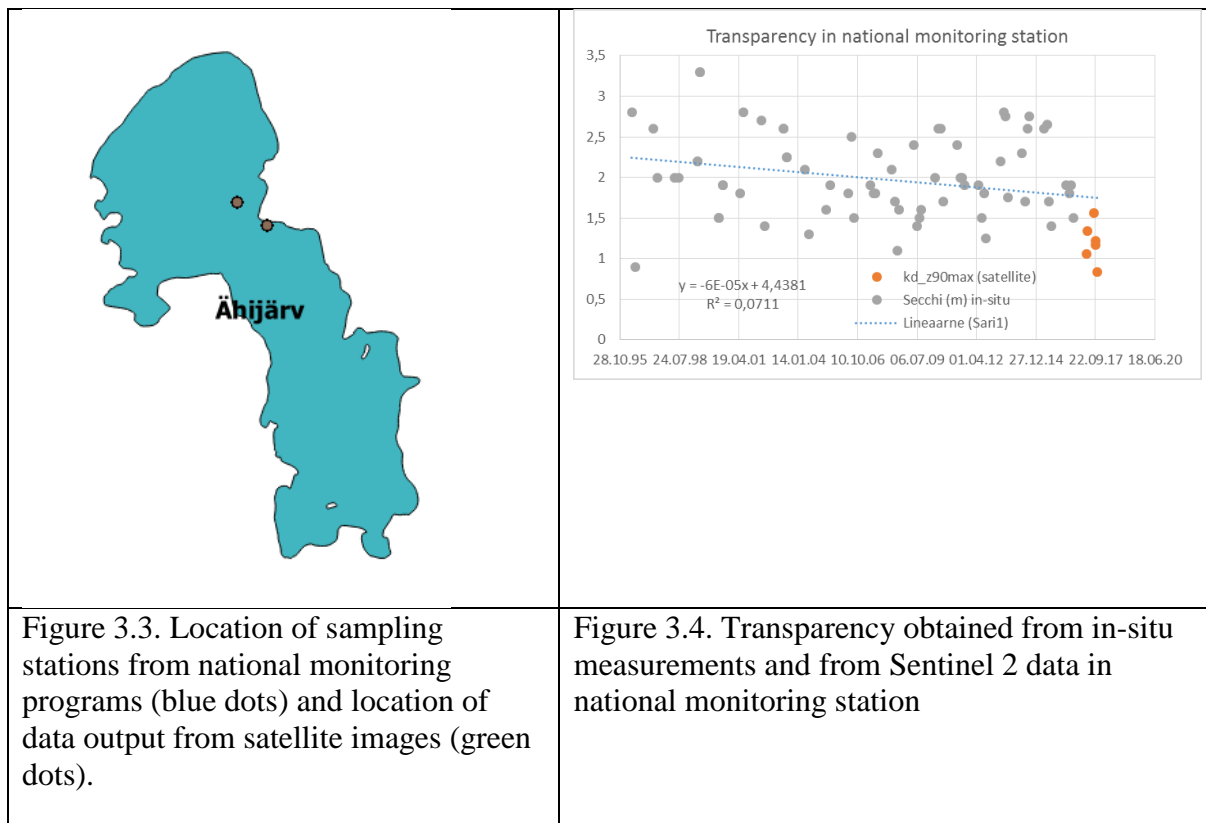 Ähijärv
Transparency in national monitoring station
3,5
3
2,5
2
1,5
1
0,5
0
y = -6E-05x + 4,4381
R² = 0,0711
kd_z90max (satellite)
Secchi (m) in-situ
Lineaarne (Sari1)
28.10.95 24.07.98 19.04.01 14.01.04 10.10.06 06.07.09 01.04.12 27.12.14 22.09.17 18.06.20
Figure 3.3. Location of sampling
stations from national monitoring
programs (blue dots) and location of
data output from satellite images (green
dots).
Figure 3.4. Transparency obtained from in-situ
measurements and from Sentinel 2 data in
national monitoring station